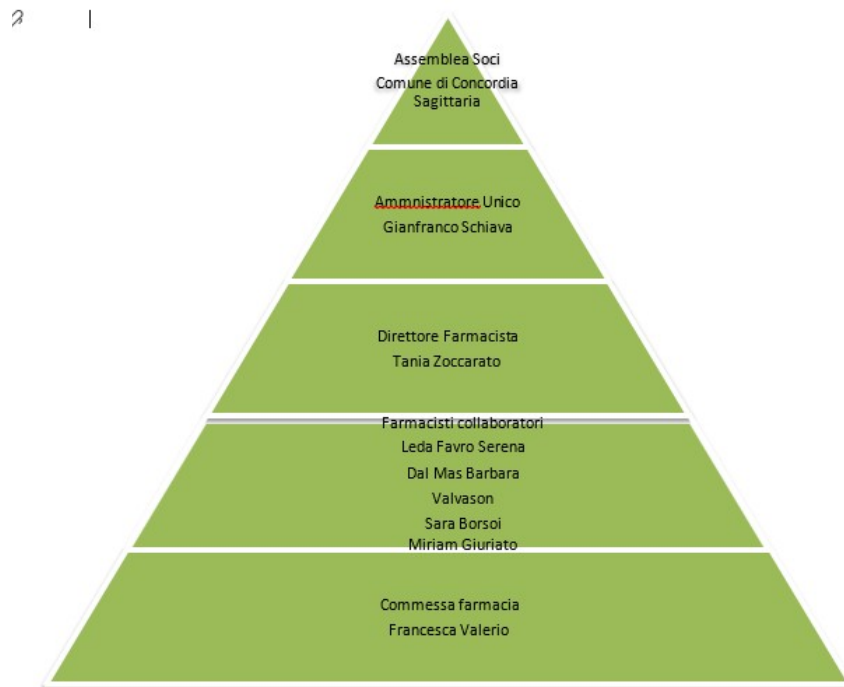 Assemblea Soci
Comune di Concordia
Sagittaria
Ammnistratore Unico
Gianfranco Schiava
Direttore Farmacista
Tania Zoccarato
Farmacisti collaboratori
Leda Favro Serena
Dal Mas Barbara
Valvason
Sara Borsoi
Miriam Giuriato
Commessa farmacia
Francesca Valerio